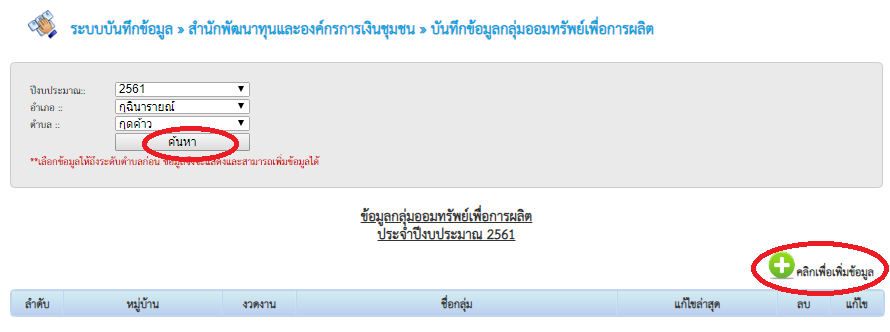 ระบบบันทึกข้อมูล » สำนักพัฒนาทุนและองค์กรการเงินชุมชน » บันทึกข้อมูลกลุ่มออมทรัพย์เพื่อการผลิต
ปีงบประมาณ:: 2561
อำเภอ :: กุฉินารายณ์
ตำบล :: กุดค้าว
ค้นหา
**เลือกข้อมูลให้ถึงระดับตำบลก่อน ข้อมูลจึงจะแสดงและสามารถเพิ่มข้อมูลได้
ข้อมูลกลุ่มออมทรัพย์เพื่อการผลิต
ประจำปีงบประมาณ 2561
คลิกเพื่อเพิ่มข้อมูล
ลำดับ หมู่บ้าน งวดงาน ชื่อกลุ่ม แก้ไขล่าสุด ลบ แก้ไข